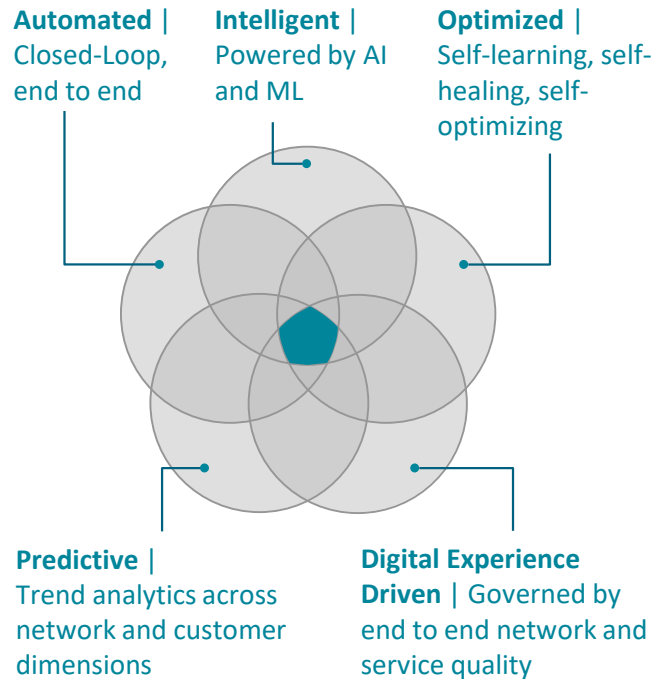 Automated |
Closed-Loop,
end to end
Intelligent |
Powered by AI
and ML
Optimized |
Self-learning, self-
healing, self-
optimizing
Predictive |
Trend analytics across
network and customer
dimensions
Digital Experience
Driven | Governed by
end to end network and
service quality